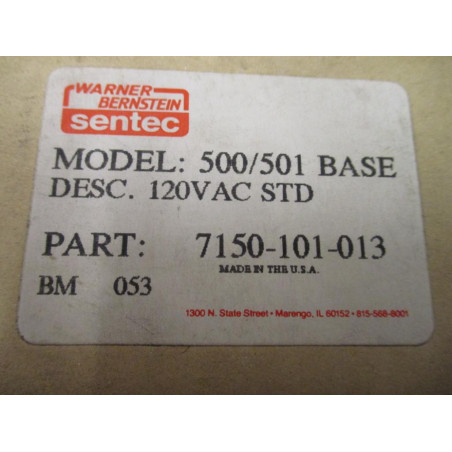 WARNER
BERNSTEIN
sentec
MODEL: 500/501 BASE
DESC. 120VAC STD
PART: 7150-101-013
MADE IN THE U.S.A.
BM 053
1300 N. State Street • Marengo, IL 60152 • 815-568-8001